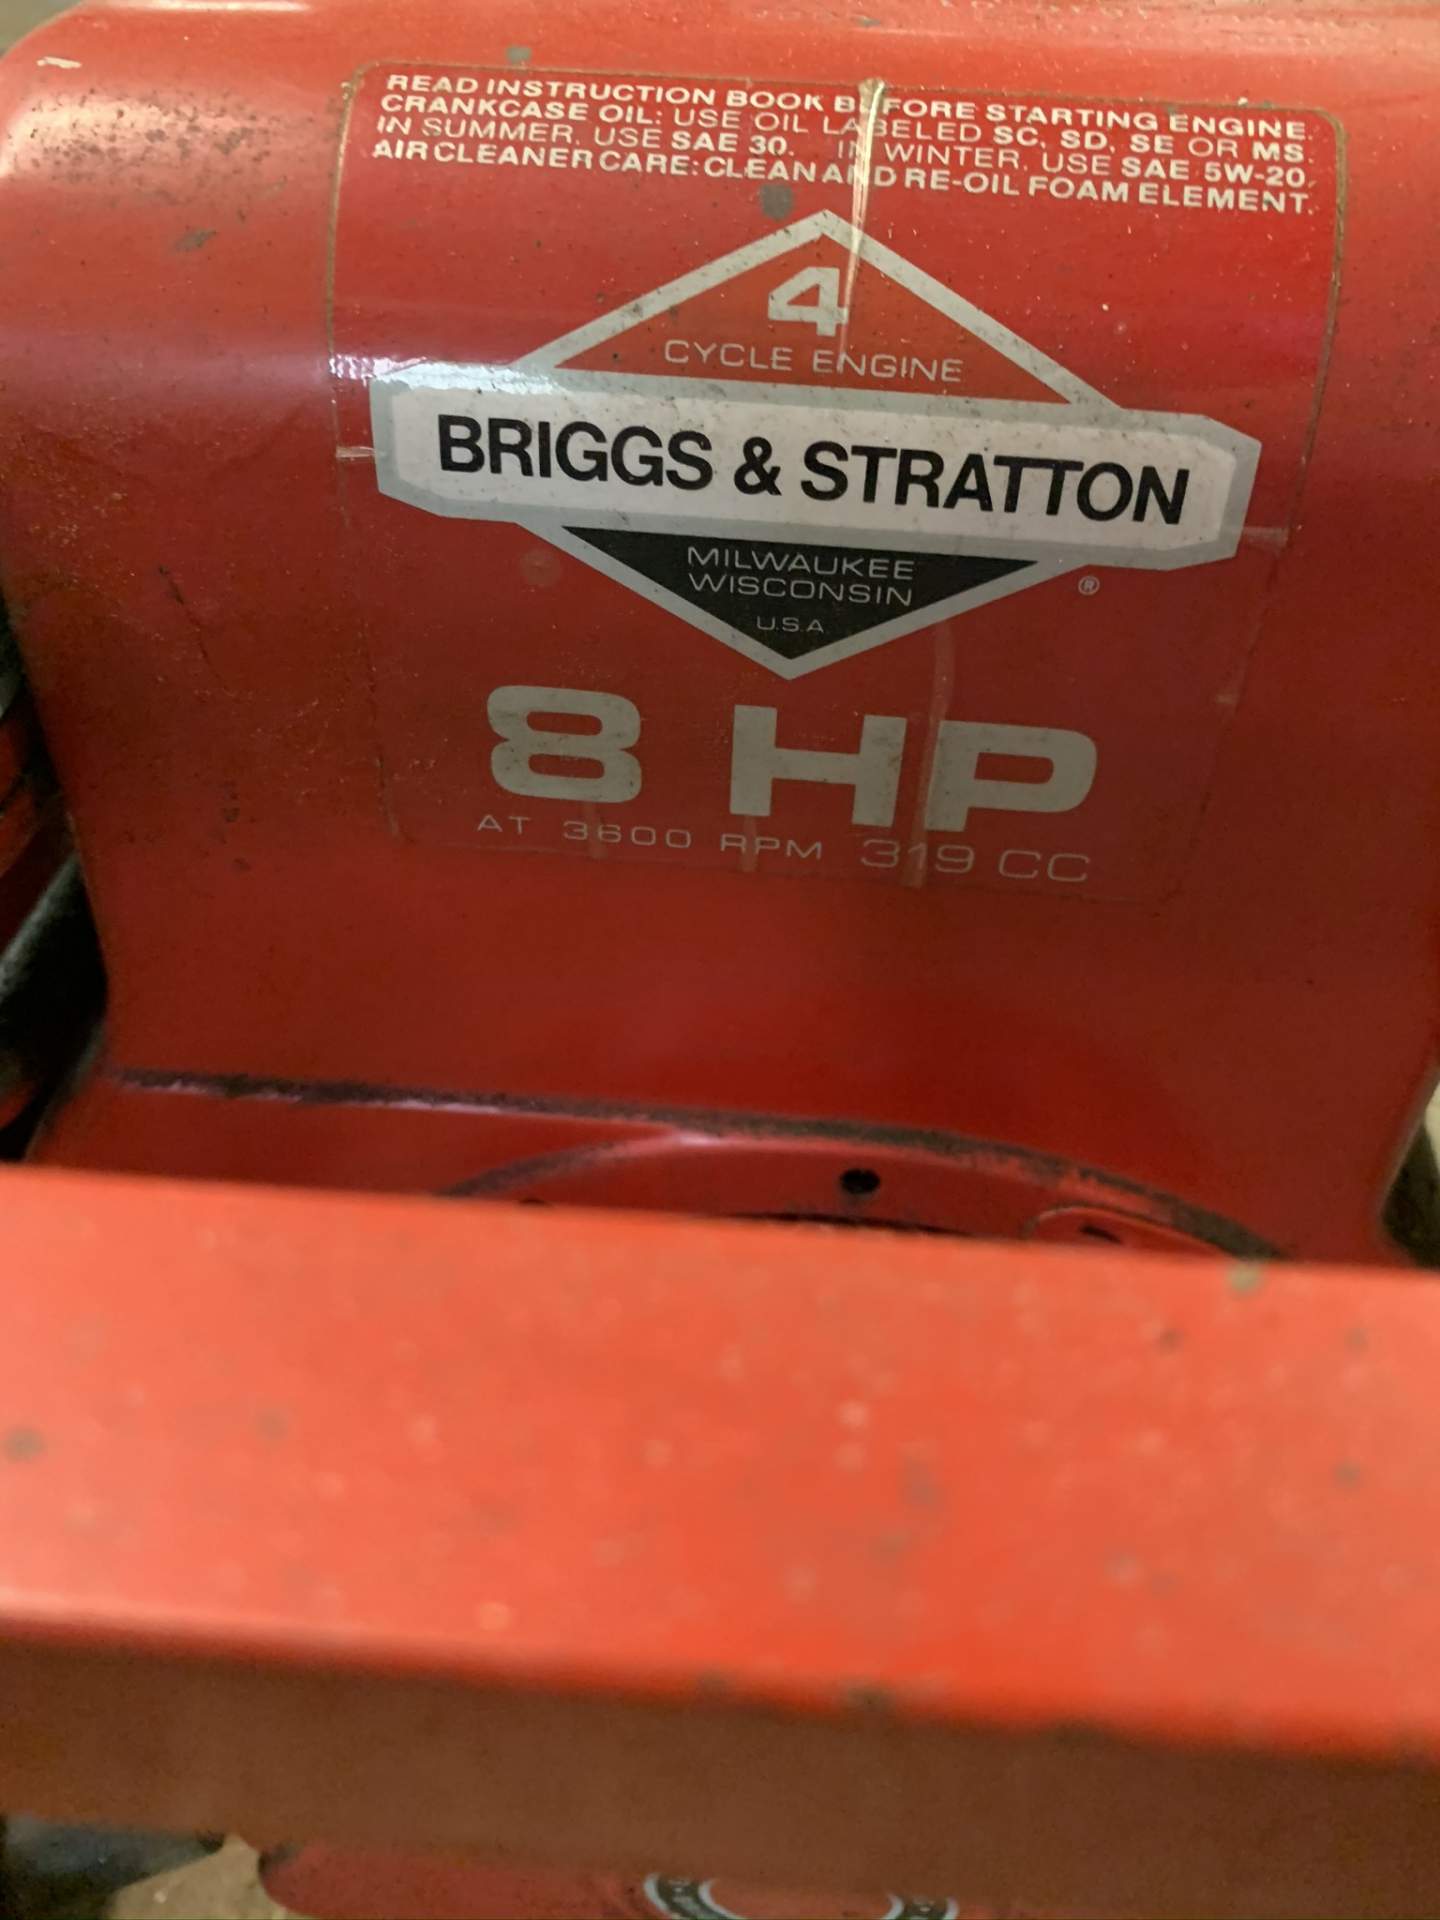 READ INSTRUCTION BOOK BEFORE STARTING ENGINE.
CRANKCASE OIL: USE OIL LABELED SC, SD, SE OR MS.
IN SUMMER, USE SAE 30. IN WINTER, USE SAE 5W-20.
AIR CLEANER CARE: CLEAN AND RE-OIL FOAM ELEMENT.
4
CYCLE ENGINE
BRIGGS & STRATTON
MILWAUKEE
WISCONSIN
U.S.A.
®
8 HP
AT 3600 RPM 319 CC